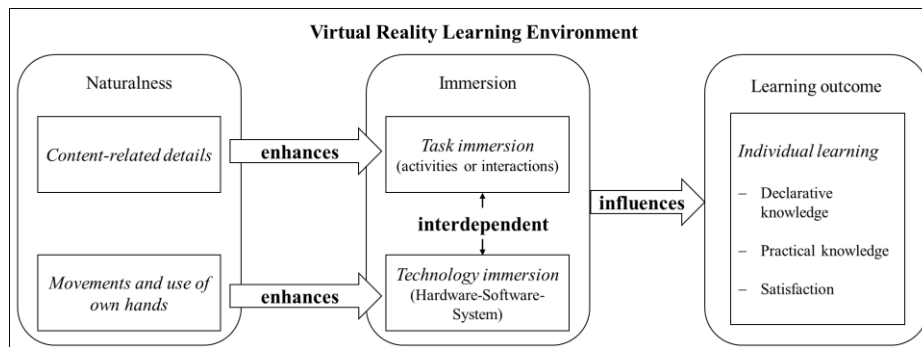 Virtual Reality Learning Environment
Naturalness
Content-related details
Movements and use of
own hands
enhances
enhances
Immersion
Task immersion
(activities or interactions)
interdependent
Technology immersion
(Hardware-Software-
System)
influences
Learning outcome
Individual learning
– Declarative
knowledge
– Practical knowledge
– Satisfaction